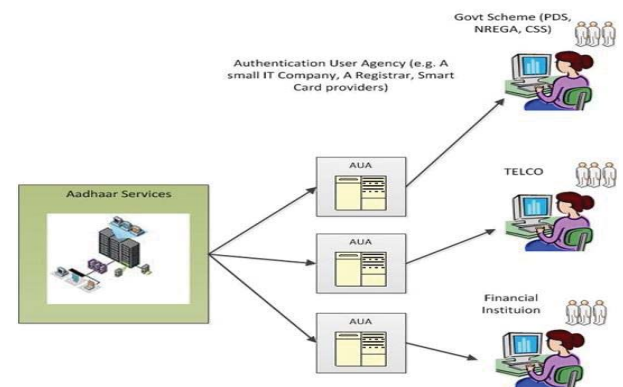 Govt Scheme (PDS,
NREGA, CSS)
Authentication User Agency (e.g. A
small IT Company, A Registrar, Smart
Card providers)
AUA
TELCO
Aadhaar Services
AUA
Financial
Instituion
AUA